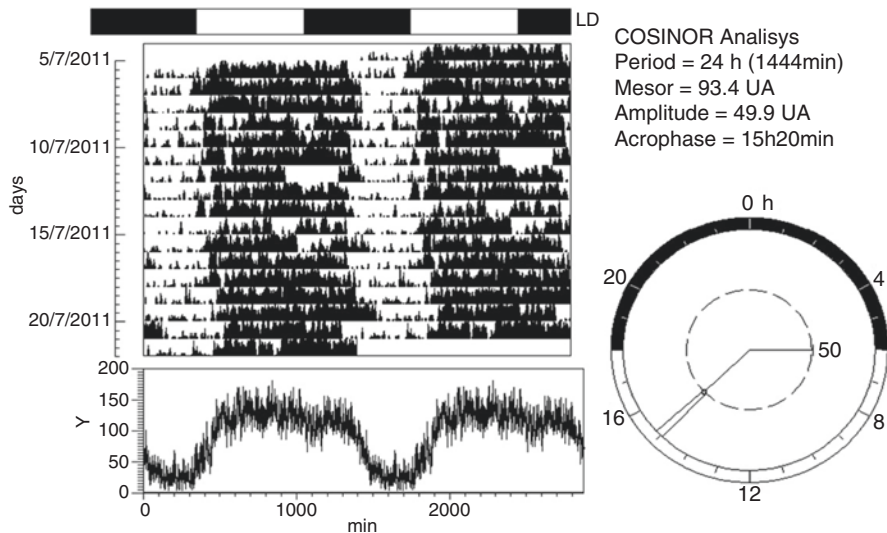 LD
COSINOR Analisys
Period = 24 h (1444min)
Mesor = 93.4 UA
Amplitude = 49.9 UA
Acrophase = 15h20min
days
5/7/2011
10/7/2011
15/7/2011
20/7/2011
Y
200
150
100
50
0
0 1000 2000
min
0 h
20 4
50
16 8
12